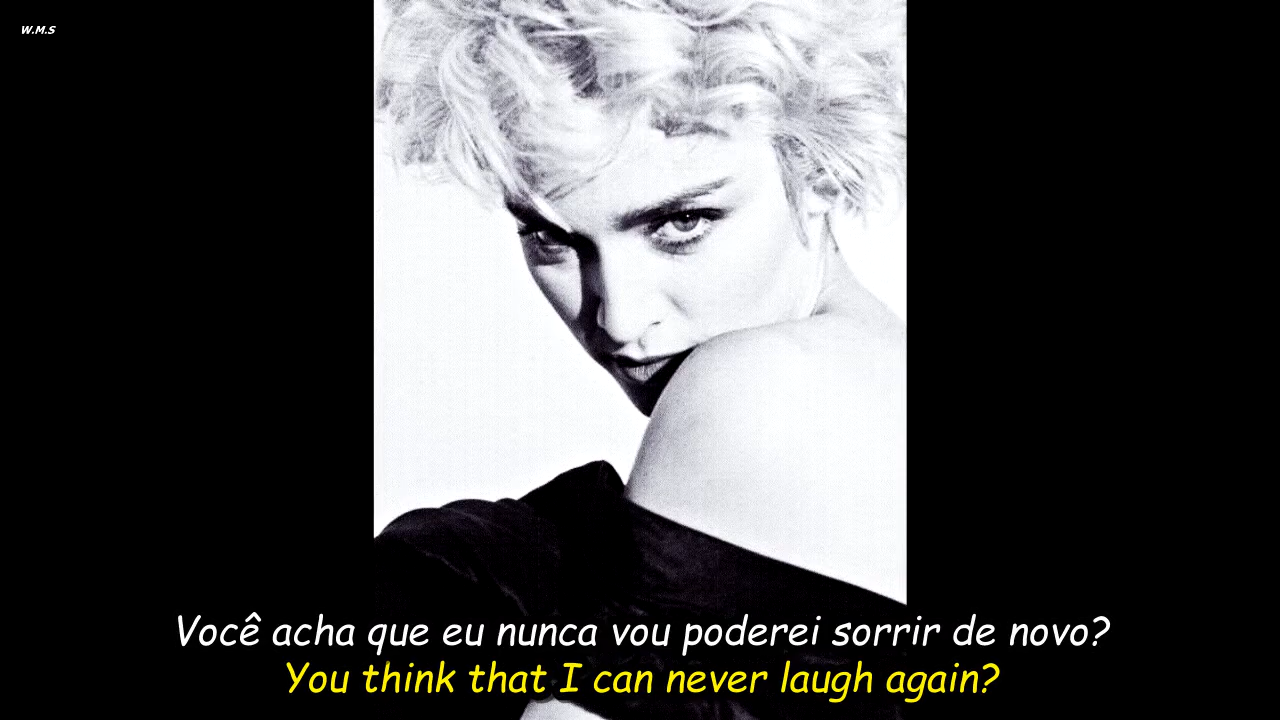 W.M.S
Você acha que eu nunca vou poderei sorrir de novo?
You think that I can never laugh again?